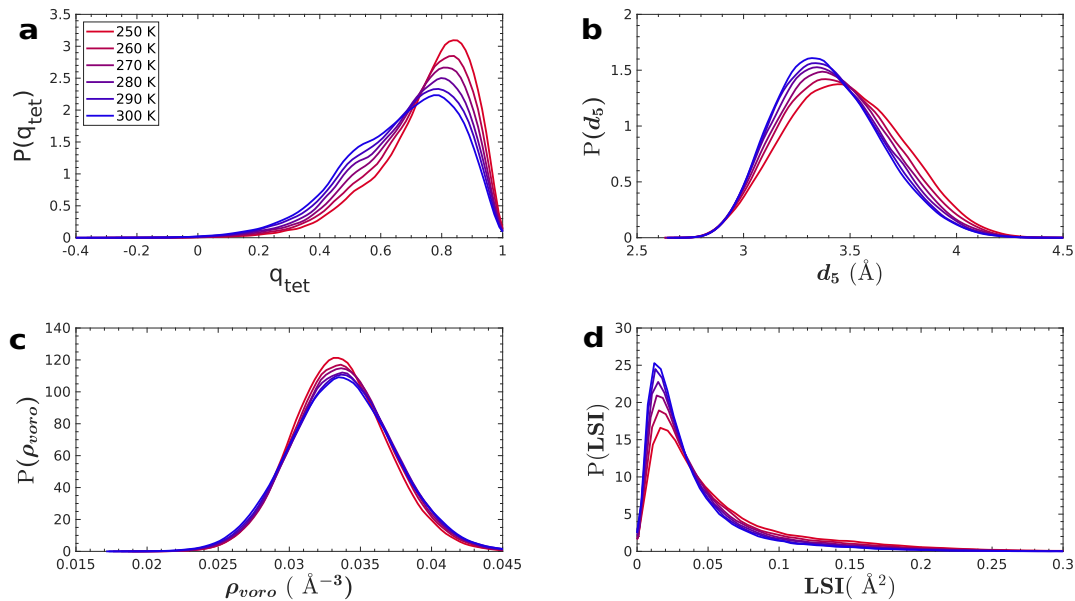 a
3.5
3
2.5
2
1.5
1
0.5
0
P(q_tet)
250 K
260 K
270 K
280 K
290 K
300 K
-0.4 -0.2 0 0.2 0.4 0.6 0.8 1
q_tet
b
2
1.5
1
0.5
0
P(d₅)
2.5 3 3.5 4 4.5
d₅ (Å)
c
140
120
100
80
60
40
20
0
P(ρ_voro)
0.015 0.02 0.025 0.03 0.035 0.04 0.045
ρ_voro ( Å⁻³)
d
30
25
20
15
10
5
0
P(LSI)
0 0.05 0.1 0.15 0.2 0.25 0.3
LSI( Å²)